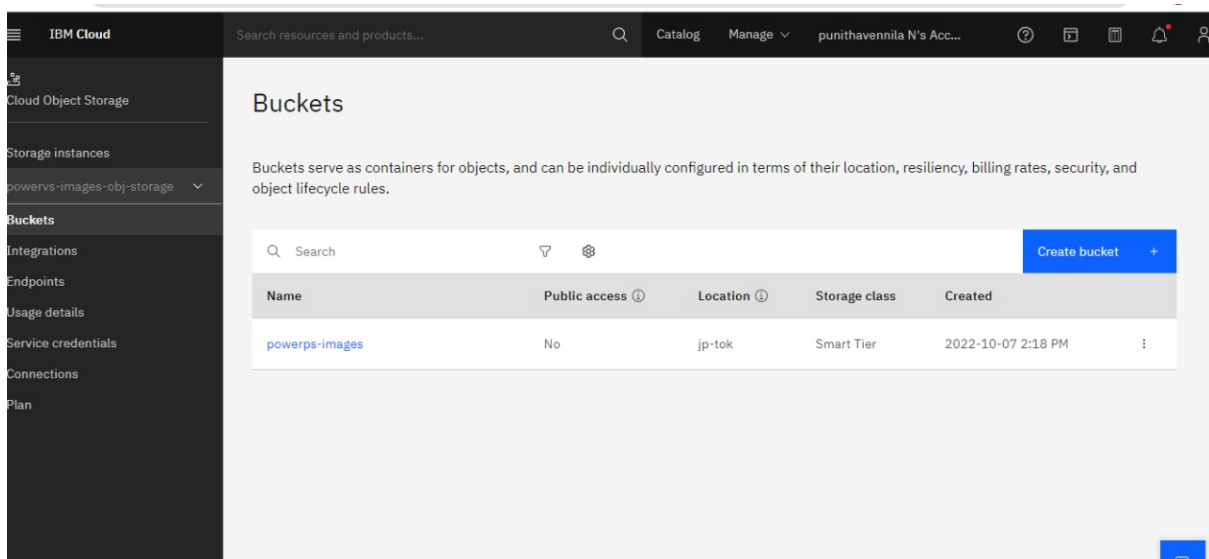 IBM Cloud
Search resources and products...
Catalog
Manage
punithavennila N's Acc...
Cloud Object Storage
Storage instances
powervs-images-obj-storage
Buckets
Integrations
Endpoints
Usage details
Service credentials
Connections
Plan
Buckets
Buckets serve as containers for objects, and can be individually configured in terms of their location, resiliency, billing rates, security, and
object lifecycle rules.
Search
Create bucket +
Name Public access Location Storage class Created
powerps-images No jp-tok Smart Tier 2022-10-07 2:18 PM